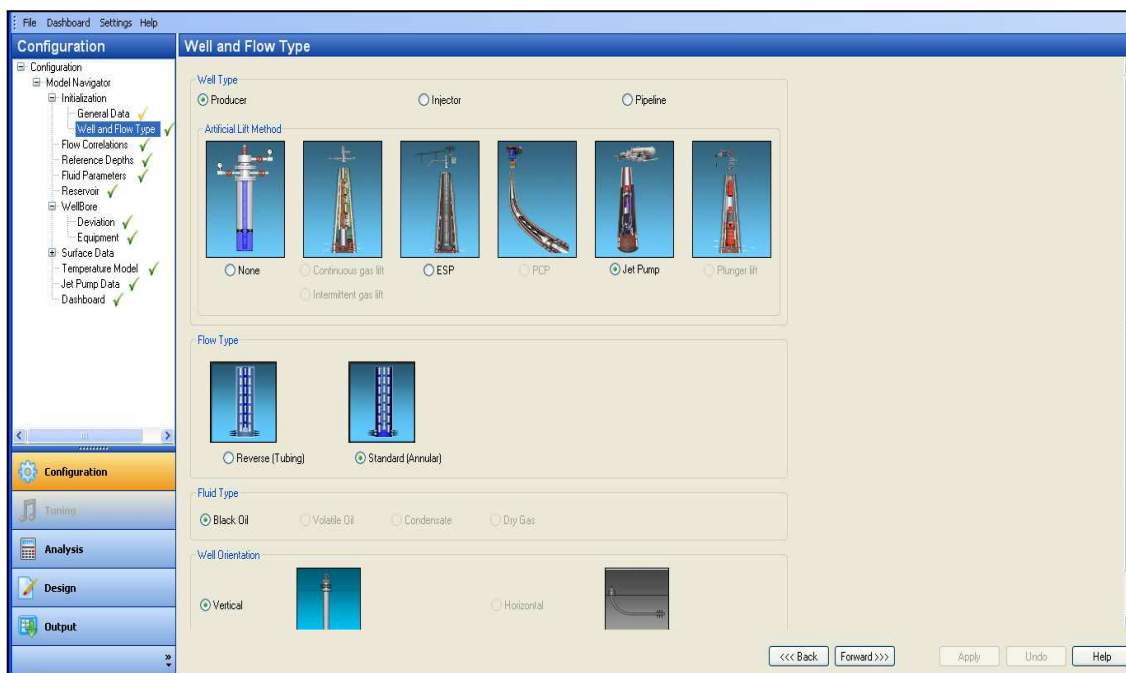 File Dashboard Settings Help
Configuration
Well and Flow Type
Configuration
Model Navigator
Initialization
General Data
Well and Flow Type
Flow Correlations
Reference Depths
Fluid Parameters
Reservoir
WellBore
Deviation
Equipment
Surface Data
Temperature Model
Jet Pump Data
Dashboard
Configuration
Tuning
Analysis
Design
Output
Well Type
Producer Injector Pipeline
Artificial Lift Method
None Continuous gas lift ESP PCP Jet Pump Plunger lift
Intermittent gas lift
Flow Type
Reverse (Tubing) Standard (Annular)
Fluid Type
Black Oil Volatile Oil Condensate Dry Gas
Well Orientation
Vertical Horizontal
<<< Back Forward >>> Apply Undo Help